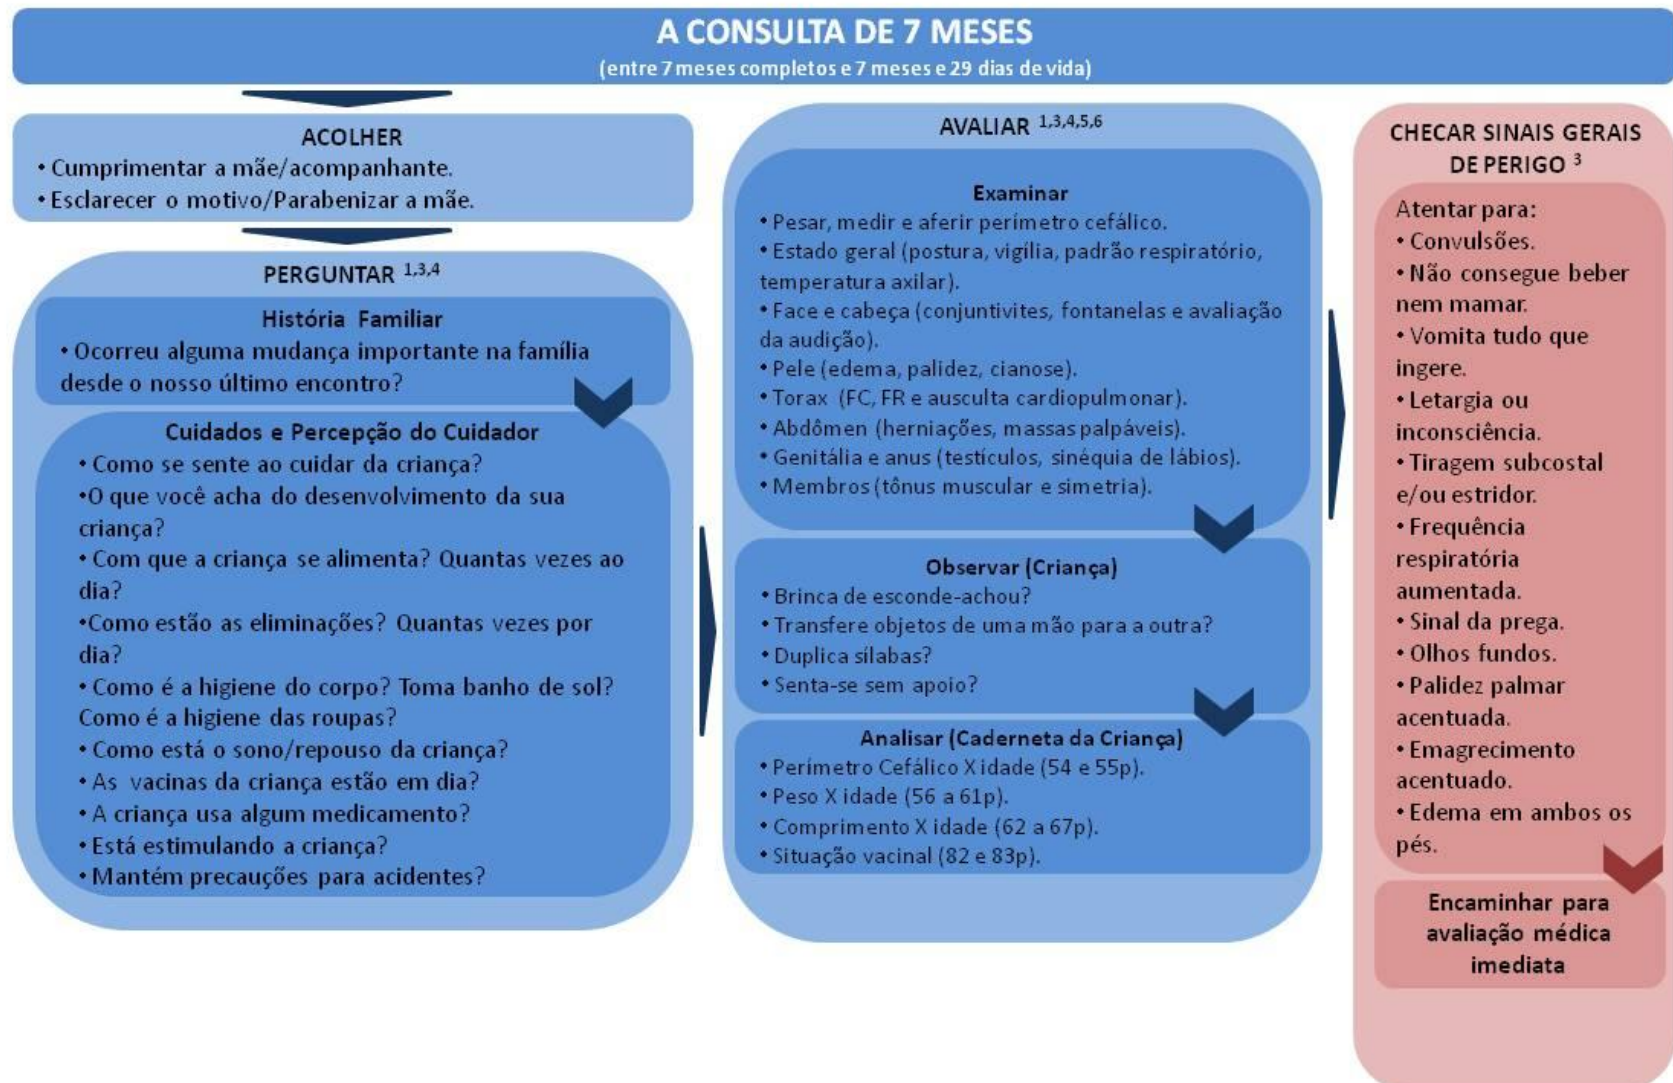 A CONSULTA DE 7 MESES
(entre 7 meses completos e 7 meses e 29 dias de vida)
ACOLHER
• Cumprimentar a mãe/acompanhante.
• Esclarecer o motivo/Parabenizar a mãe.
PERGUNTAR 1,3,4
História Familiar
• Ocorreu alguma mudança importante na família
desde o nosso último encontro?
Cuidados e Percepção do Cuidador
• Como se sente ao cuidar da criança?
•O que você acha do desenvolvimento da sua
criança?
• Com que a criança se alimenta? Quantas vezes ao
dia?
•Como estão as eliminações? Quantas vezes por
dia?
• Como é a higiene do corpo? Toma banho de sol?
Como é a higiene das roupas?
• Como está o sono/repouso da criança?
• As vacinas da criança estão em dia?
• A criança usa algum medicamento?
• Está estimulando a criança?
• Mantém precauções para acidentes?
AVALIAR 1,3,4,5,6
Examinar
• Pesar, medir e aferir perímetro cefálico.
• Estado geral (postura, vigília, padrão respiratório,
temperatura axilar).
• Face e cabeça (conjuntivites, fontanelas e avaliação
da audição).
• Pele (edema, palidez, cianose).
• Torax (FC, FR e ausculta cardiopulmonar).
• Abdômen (herniações, massas palpáveis).
• Genitália e anus (testículos, sinéquia de lábios).
• Membros (tônus muscular e simetria).
Observar (Criança)
• Brinca de esconde-achou?
• Transfere objetos de uma mão para a outra?
• Duplica sílabas?
• Senta-se sem apoio?
Analisar (Caderneta da Criança)
• Perímetro Cefálico X idade (54 e 55p).
• Peso X idade (56 a 61p).
• Comprimento X idade (62 a 67p).
• Situação vacinal (82 e 83p).
CHECAR SINAIS GERAIS
DE PERIGO 3
Atentar para:
• Convulsões.
• Não consegue beber
nem mamar.
• Vomita tudo que
ingere.
• Letargia ou
inconsciência.
• Tiragem subcostal
e/ou estridor.
• Frequência
respiratória
aumentada.
• Sinal da prega.
• Olhos fundos.
• Palidez palmar
acentuada.
• Emagrecimento
acentuado.
• Edema em ambos os
pés.
Encaminhar para
avaliação médica
imediata